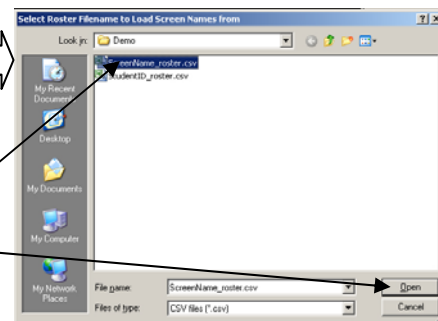 Select Roster Filename to Load Screen Names from
Look in: Demo
ScreenName_roster.csv
StudentID_roster.csv
My Recent
Documents
Desktop
My Documents
My Computer
My Network
Places
File name: ScreenName_roster.csv Open
Files of type: CSV files (*.csv) Cancel